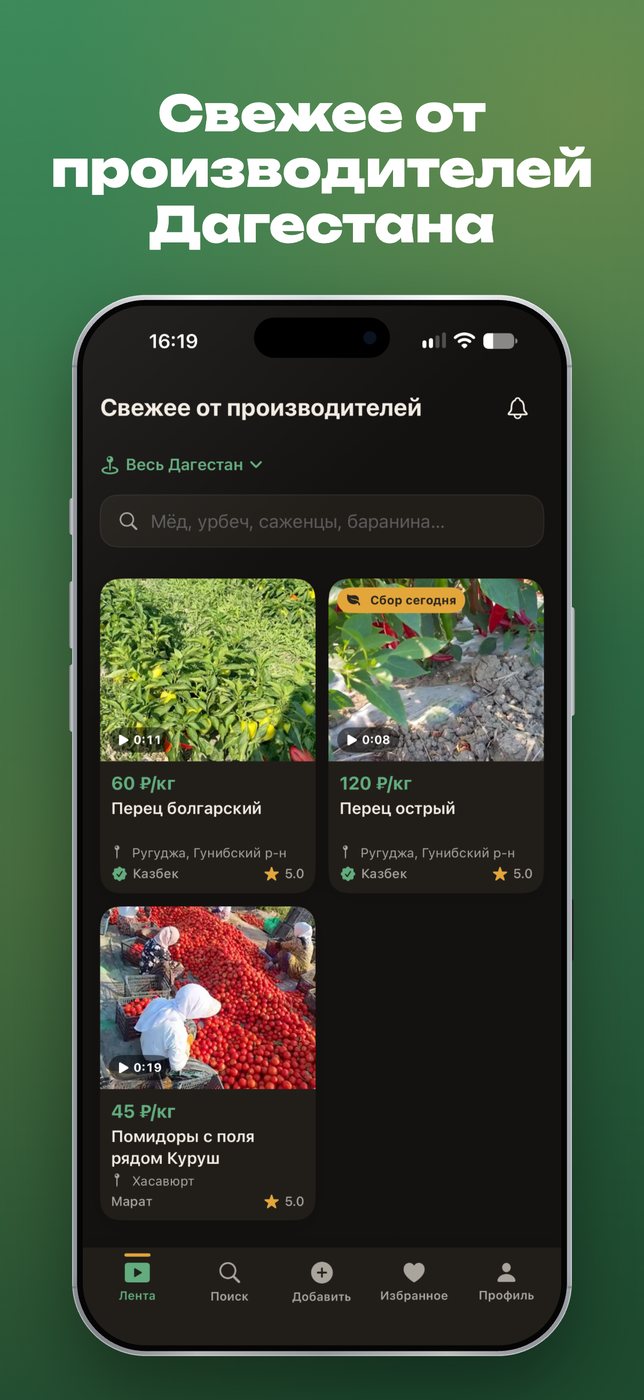 Свежее от
производителей
Дагестана
16:19
Свежее от производителей
Весь Дагестан
Мёд, урбеч, саженцы, баранина...
Сбор сегодня
0:11
0:08
60 ₽/кг
120 ₽/кг
Перец болгарский
Перец острый
Ругуджа, Гунибский р-н
Ругуджа, Гунибский р-н
Казбек
5.0
Казбек
5.0
0:19
45 ₽/кг
Помидоры с поля
рядом Куруш
Хасавюрт
Марат
5.0
Лента
Поиск
Добавить
Избранное
Профиль